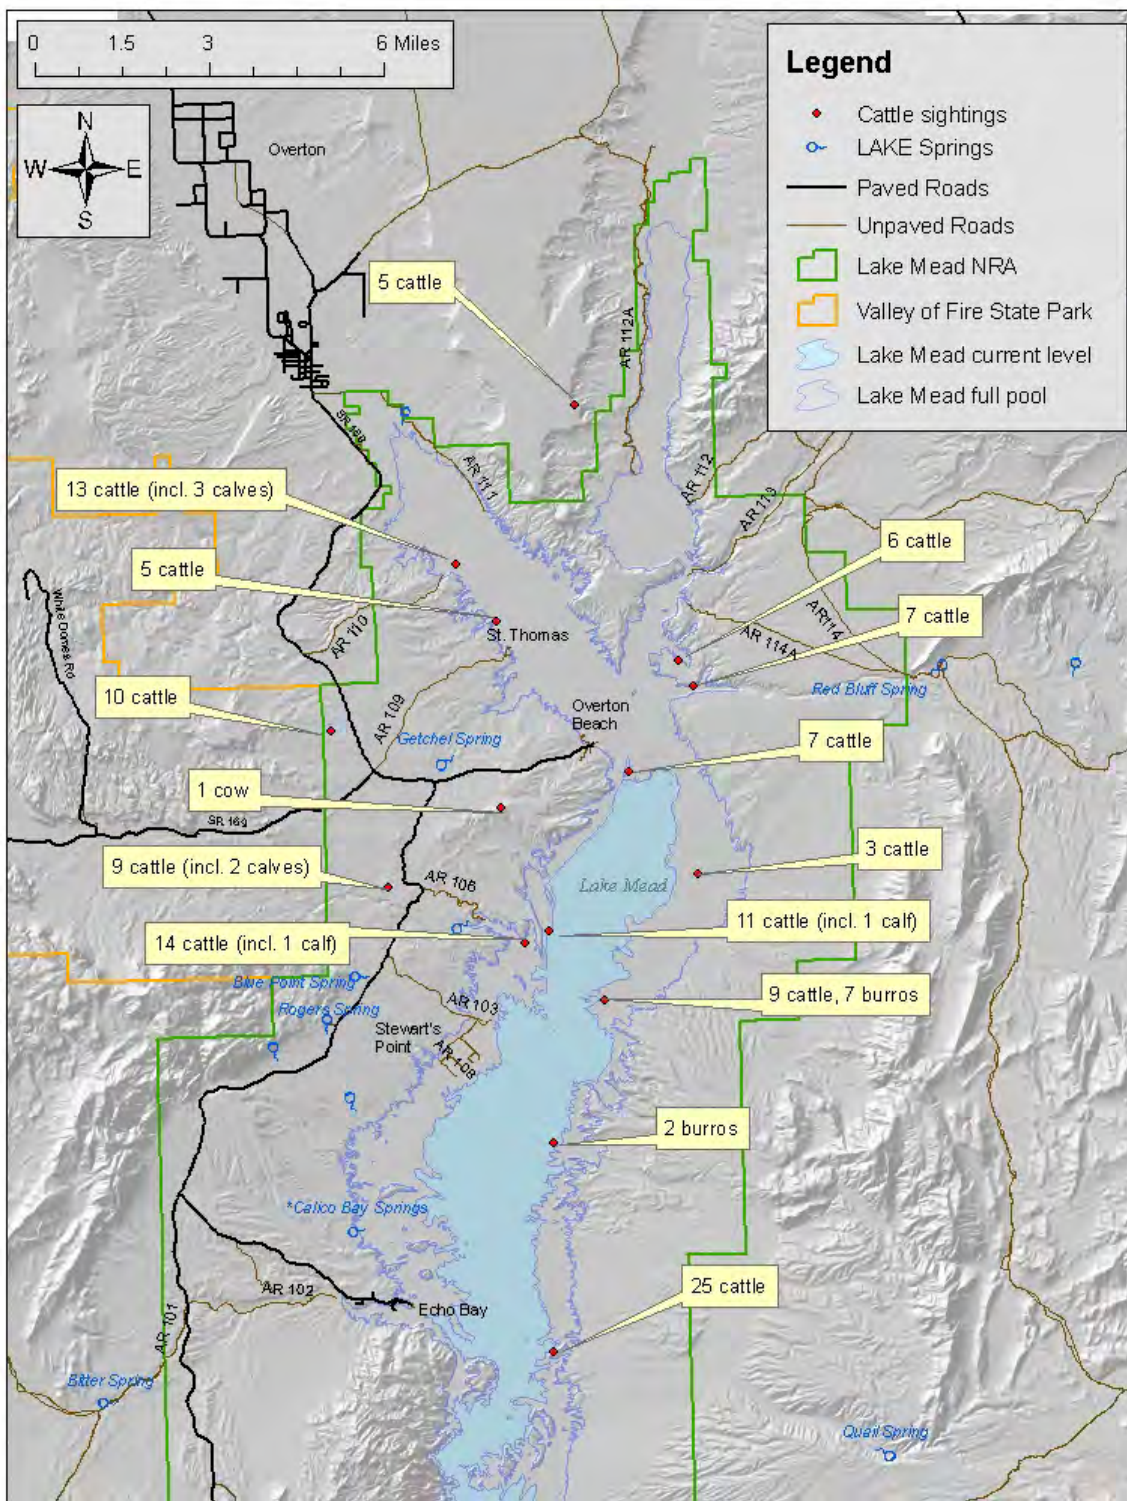 0 1.5 3 6 Miles
N
W E
S
Legend
Cattle sightings
LAKE Springs
Paved Roads
Unpaved Roads
Lake Mead NRA
Valley of Fire State Park
Lake Mead current level
Lake Mead full pool
Overton
5 cattle
AR 112A
SR 169
AR 111
AR 112
AR 113
13 cattle (incl. 3 calves)
6 cattle
5 cattle
7 cattle
White Domes Rd
AR 110
St. Thomas
AR114
AR 114A
Red Bluff Spring
10 cattle
AR 109
Overton
Beach
Getchel Spring
7 cattle
1 cow
SR 169
9 cattle (incl. 2 calves)
AR 106
Lake Mead
3 cattle
14 cattle (incl. 1 calf)
11 cattle (incl. 1 calf)
Blue Point Spring
9 cattle, 7 burros
Rogers Spring
AR 103
Stewart's
Point
AR 108
2 burros
*Calico Bay Springs
25 cattle
AR 102
Echo Bay
AR 101
Bitter Spring
Quail Spring